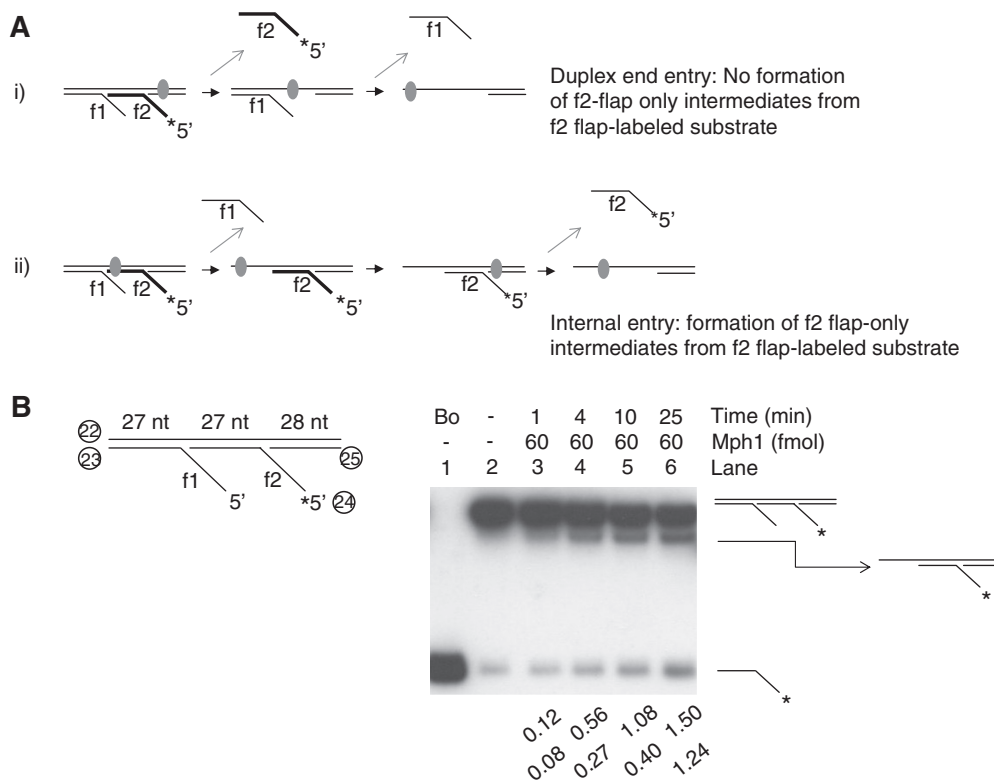 A
i)
f1
f2
*5’
f2
*5’
f1
f1
Duplex end entry: No formation
of f2-flap only intermediates from
f2 flap-labeled substrate
ii)
f1
f2
*5’
f1
f2
*5’
f2
*5’
f2
*5’
Internal entry: formation of f2 flap-only
intermediates from f2 flap-labeled substrate
B
27 nt 27 nt 28 nt
22
23
25
f1
f2
5’
*5’
24
Bo - 1 4 10 25 Time (min)
- - 60 60 60 60 Mph1 (fmol)
1 2 3 4 5 6 Lane
*
*
*
0.12 0.56 1.08 1.50
0.08 0.27 0.40 1.24